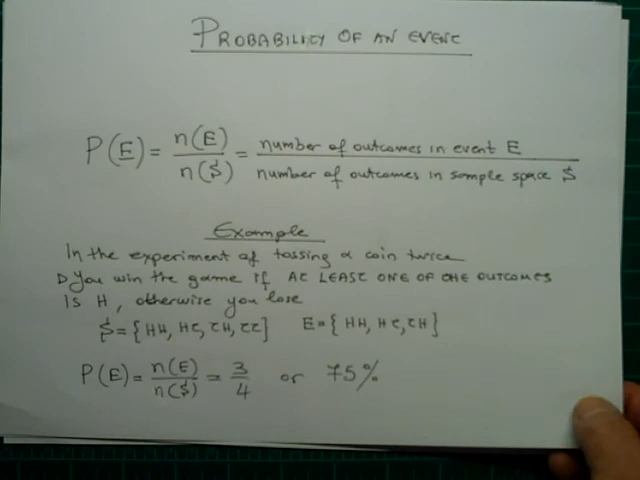 PROBABILITY OF AN EVENT
P(E) = n(E)/n($) = number of outcomes in event E / number of outcomes in sample space $
Example
In the experiment of tossing a coin twice
D You win the game if AT LEAST ONE OF THE OUTCOMES
IS H, otherwise you lose
$ = {HH, HT, TH, TT} E = {HH, HT, TH}
P(E) = n(E)/n($) = 3/4 or 75%